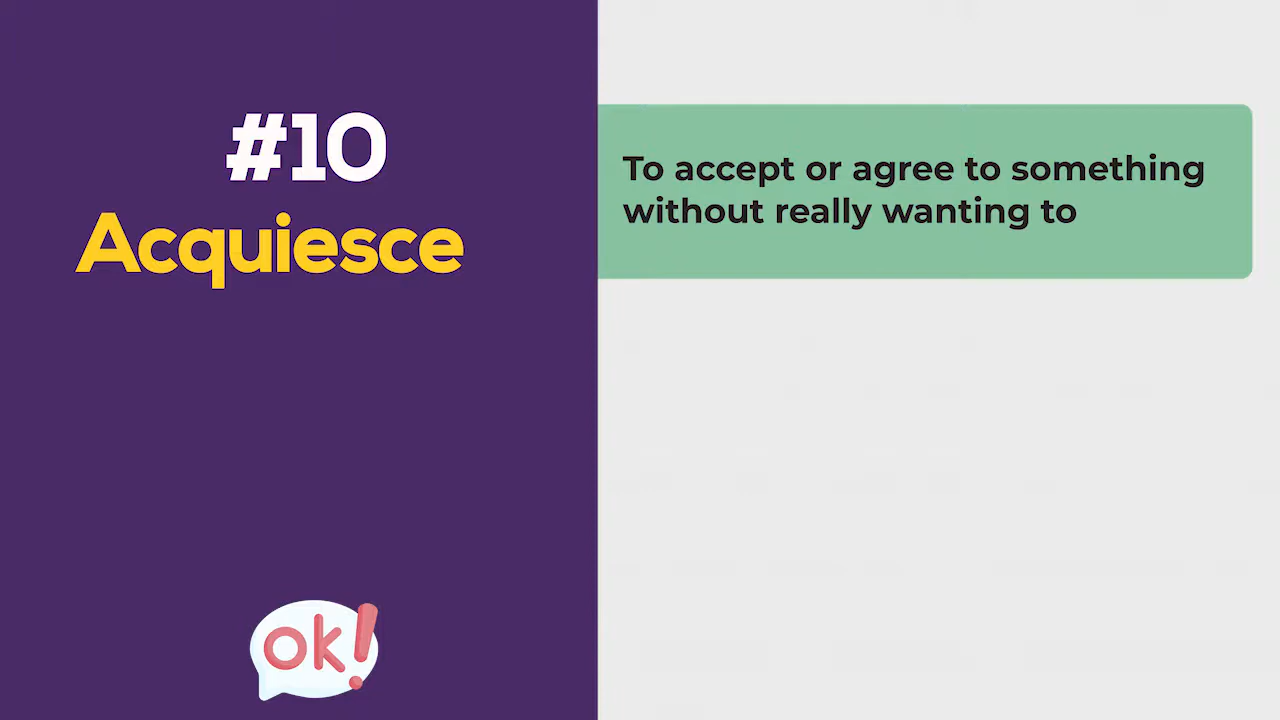 #10
Acquiesce
To accept or agree to something
without really wanting to
ok!